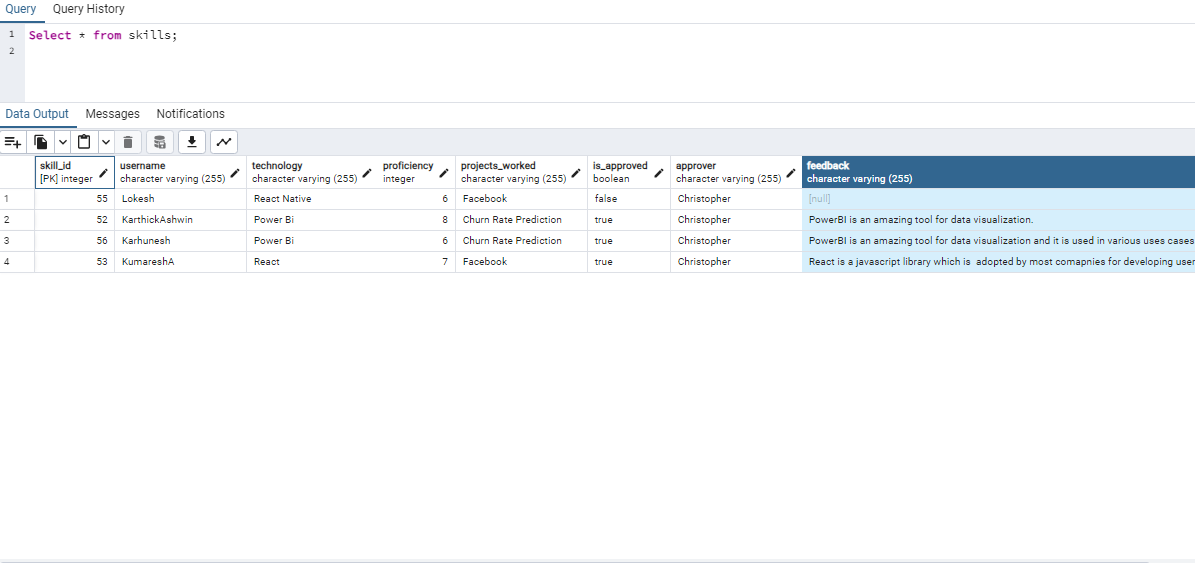 Query Query History
1 Select * from skills;
2
Data Output Messages Notifications
skill_id username technology proficiency projects_worked is_approved approver feedback
[PK] integer character varying (255) character varying (255) integer character varying (255) boolean character varying (255) character varying (255)
1 55 Lokesh React Native 6 Facebook false Christopher [null]
2 52 KarthickAshwin Power Bi 8 Churn Rate Prediction true Christopher PowerBI is an amazing tool for data visualization.
3 56 Karhunesh Power Bi 6 Churn Rate Prediction true Christopher PowerBI is an amazing tool for data visualization and it is used in various uses cases
4 53 KumareshA React 7 Facebook true Christopher React is a javascript library which is adopted by most comapnies for developing user